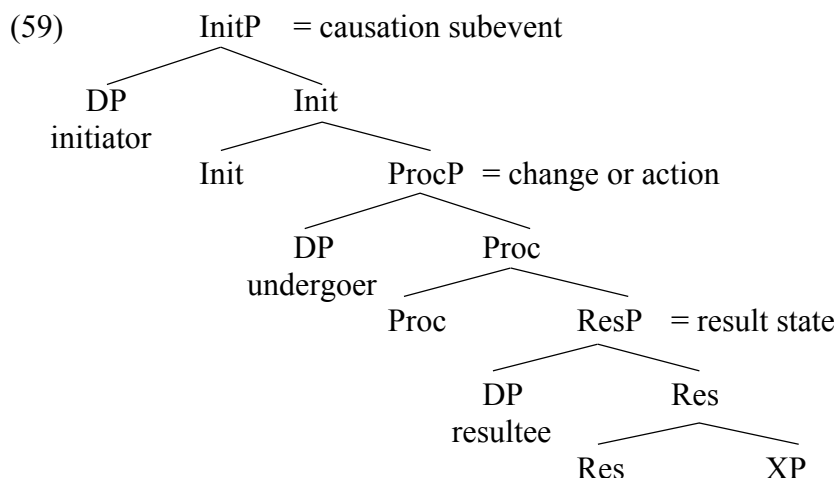 (59) InitP = causation subevent
DP Init
initiator
Init ProcP = change or action
DP Proc
undergoer
Proc ResP = result state
DP Res
resultee
Res XP